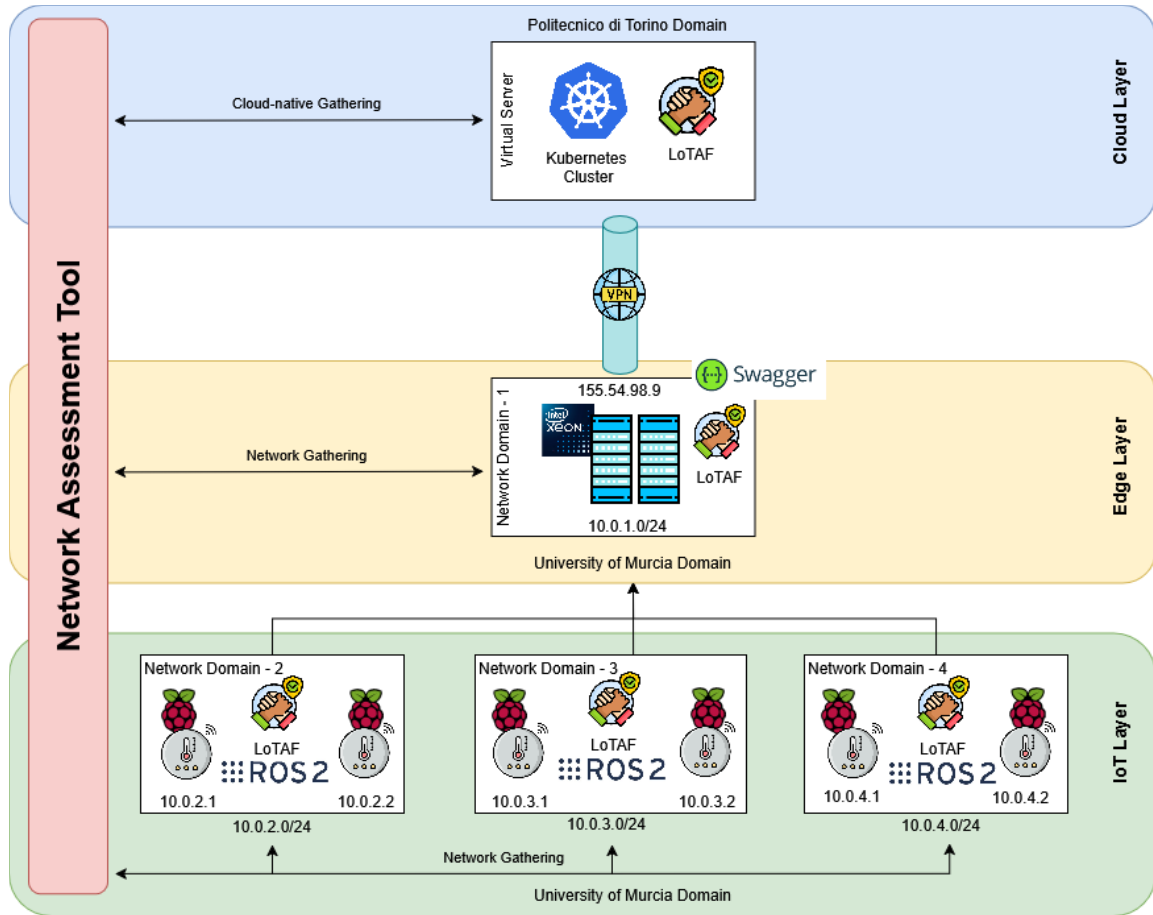 Politecnico di Torino Domain
Virtual Server
Kubernetes
Cluster
LoTAF
Cloud-native Gathering
Cloud Layer
Network Assessment Tool
VPN
Swagger
155.54.98.9
Network Domain - 1
intel
XEON
LoTAF
10.0.1.0/24
Network Gathering
University of Murcia Domain
Edge Layer
Network Domain - 2
LoTAF
ROS 2
10.0.2.1
10.0.2.2
10.0.2.0/24
Network Domain - 3
LoTAF
ROS 2
10.0.3.1
10.0.3.2
10.0.3.0/24
Network Domain - 4
LoTAF
ROS 2
10.0.4.1
10.0.4.2
10.0.4.0/24
IoT Layer
Network Gathering
University of Murcia Domain